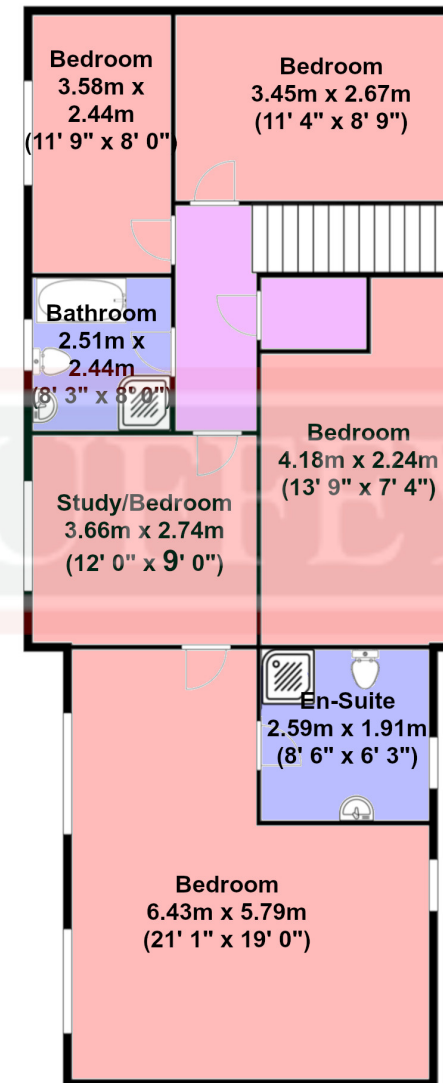 Bedroom
3.58m x
2.44m
(11' 9" x 8' 0")
Bedroom
3.45m x 2.67m
(11' 4" x 8' 9")
Bathroom
2.51m x
2.44m
(8' 3" x 8' 0")
Bedroom
4.18m x 2.24m
(13' 9" x 7' 4")
Study/Bedroom
3.66m x 2.74m
(12' 0" x 9' 0")
En-Suite
2.59m x 1.91m
(8' 6" x 6' 3")
Bedroom
6.43m x 5.79m
(21' 1" x 19' 0")